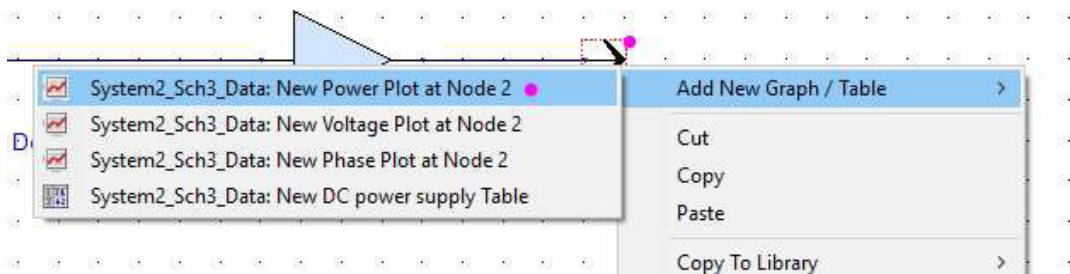 System2_Sch3_Data: New Power Plot at Node 2
Add New Graph / Table
System2_Sch3_Data: New Voltage Plot at Node 2
Cut
System2_Sch3_Data: New Phase Plot at Node 2
Copy
System2_Sch3_Data: New DC power supply Table
Paste
Copy To Library